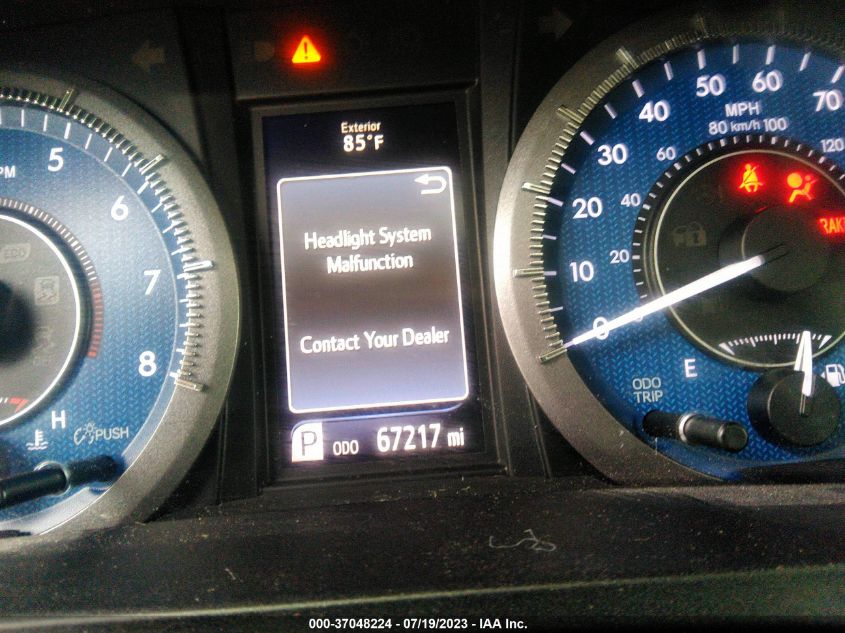 Exterior
85°F
Headlight System
Malfunction
Contact Your Dealer
P ODO 67217 mi
5
6
7
8
H
PUSH
ECO
0
10
20
30
40
50
60
70
MPH
80 km/h 100
120
60
40
20
E
ODO
TRIP
000-37048224 - 07/19/2023 - IAA Inc.